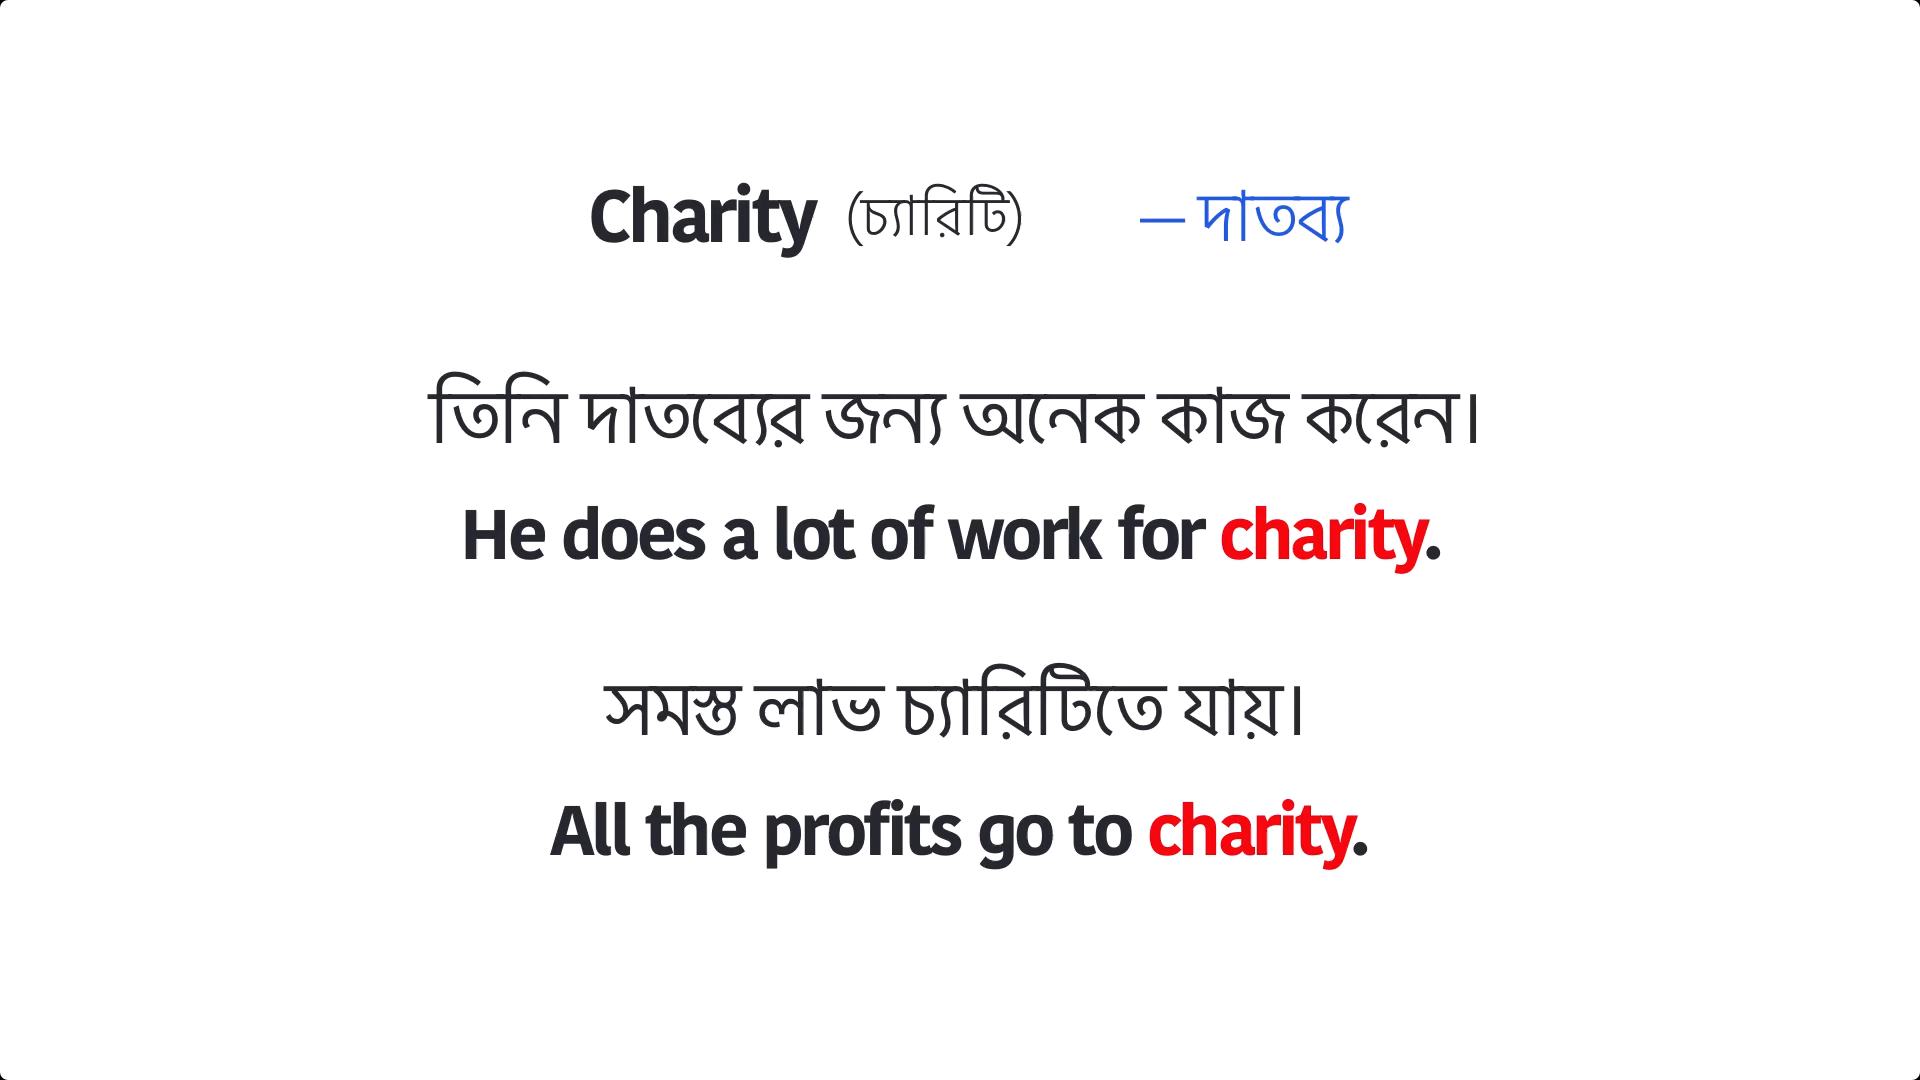 Charity (চ্যারিটি) – দাতব্য
তিনি দাতব্যের জন্য অনেক কাজ করেন।
He does a lot of work for charity.
সমস্ত লাভ চ্যারিটিতে যায়।
All the profits go to charity.